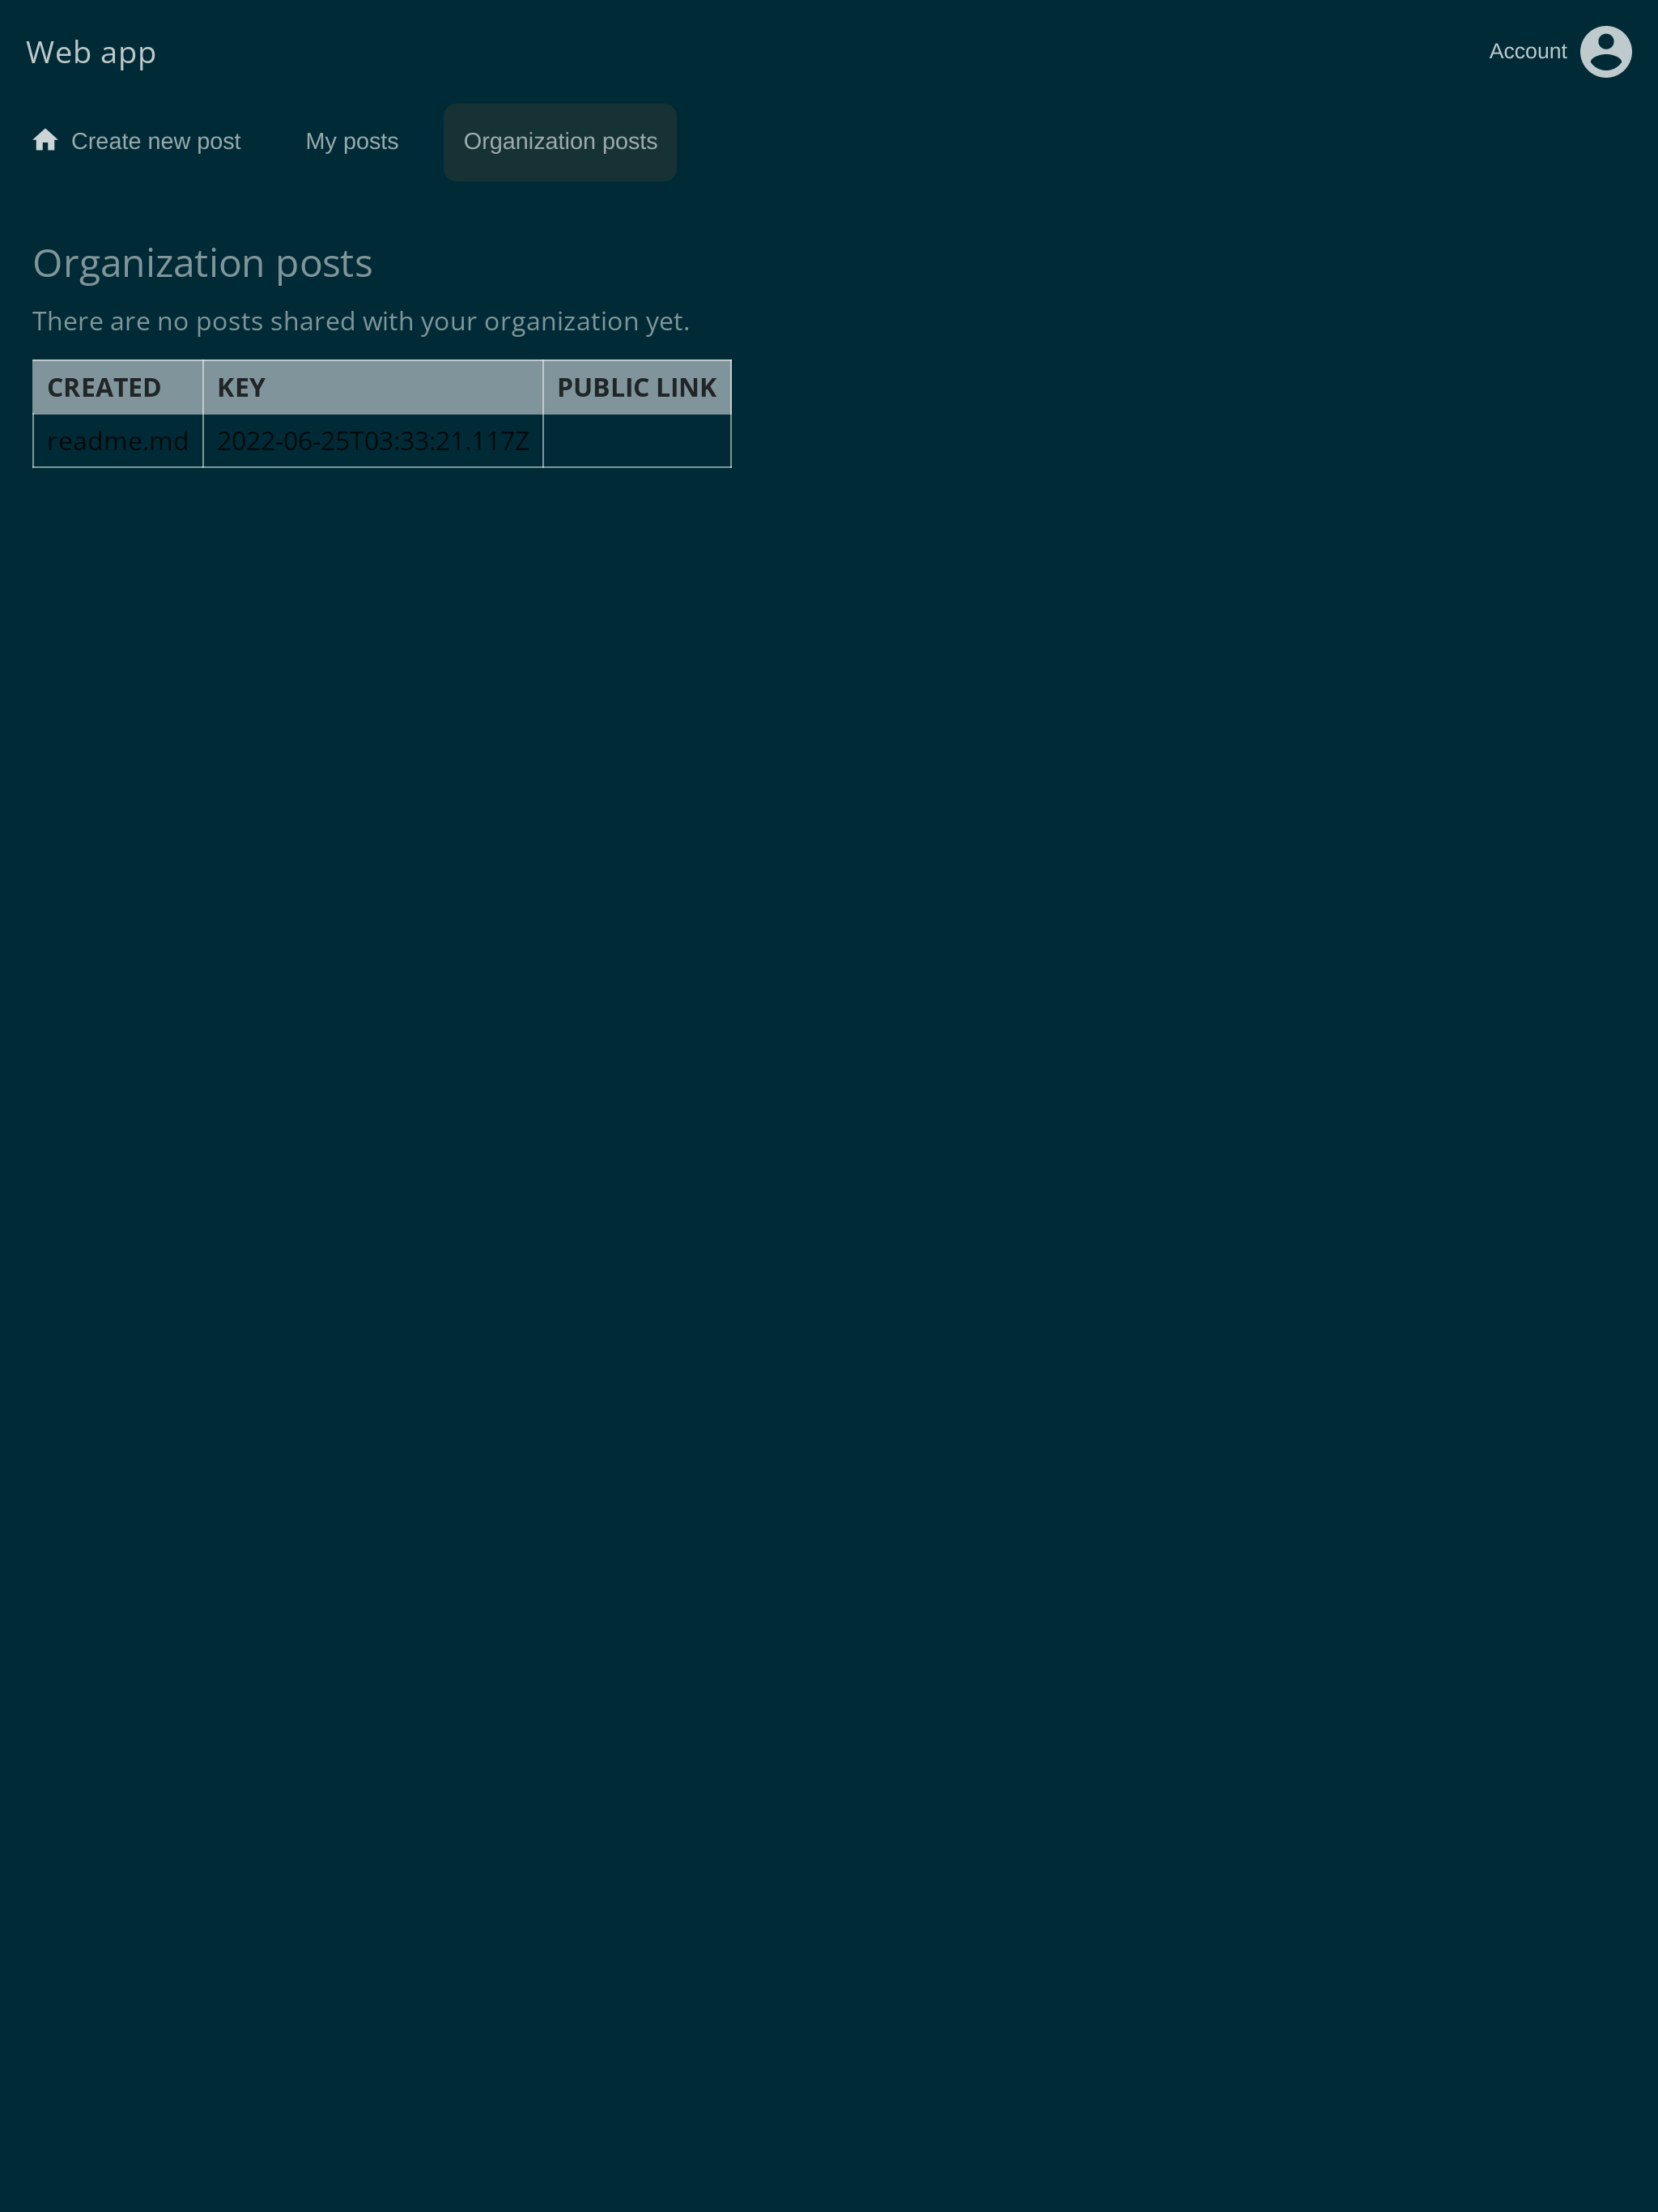 Web app
Account
Create new post My posts Organization posts
Organization posts
There are no posts shared with your organization yet.
CREATED KEY PUBLIC LINK
readme.md 2022-06-25T03:33:21.117Z